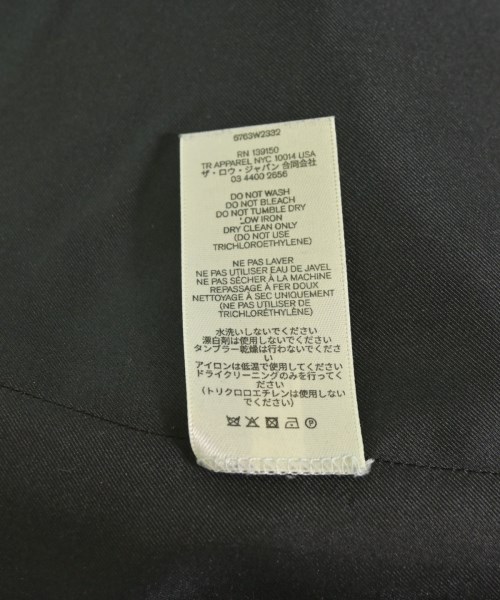 6763W2332
RN 139150
TR APPAREL NYC 10014 USA
ザ・ロウ・ジャパン 合同会社
03 4400 2656
DO NOT WASH
DO NOT BLEACH
DO NOT TUMBLE DRY
LOW IRON
DRY CLEAN ONLY
(DO NOT USE
TRICHLOROETHYLENE)
NE PAS LAVER
NE PAS UTILISER EAU DE JAVEL
NE PAS SÉCHER À LA MACHINE
REPASSAGE À FER DOUX
NETTOYAGE À SEC UNIQUEMENT
(NE PAS UTILISER DE
TRICHLORÉTHYLÈNE)
水洗いしないでください
漂白剤は使用しないでください
タンブラー乾燥は行わないでくださ
い
アイロンは低温で使用してください
ドライクリーニングのみを行ってく
ださい
(トリクロロエチレンは使用しない
でください)